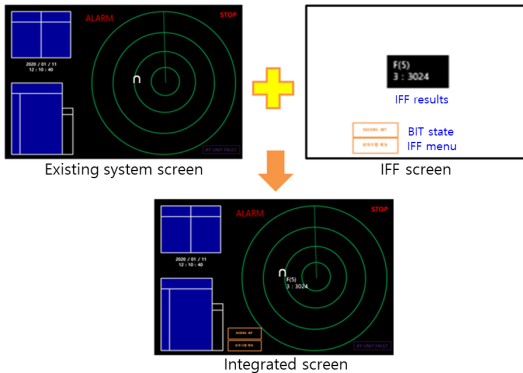 ALARM
STOP
2020 / 01 / 11
12 : 10 : 40
Existing system screen
F(5)
3 : 3024
IFF results
BIT state
IFF menu
IFF screen
ALARM
STOP
2020 / 01 / 11
12 : 10 : 40
F(5)
3 : 3024
Integrated screen